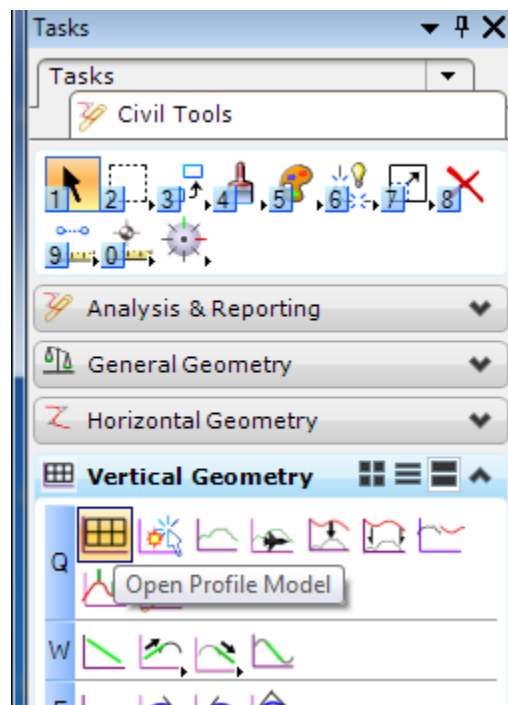 Tasks
Tasks
Civil Tools
1 2 3 4 5 6 7 8
9 0
Analysis & Reporting
General Geometry
Horizontal Geometry
Vertical Geometry
Q
Open Profile Model
W